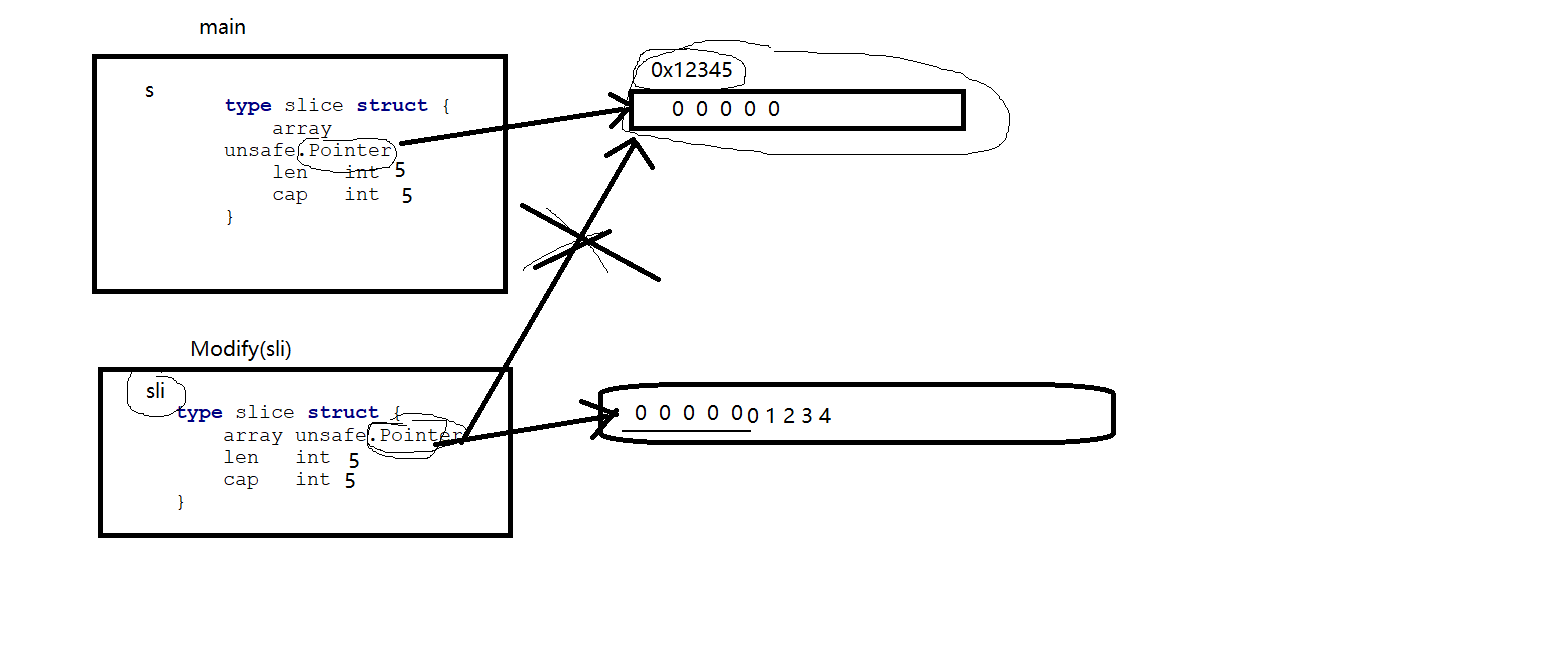 main
s
type slice struct {
array
unsafe.Pointer
len int 5
cap int 5
}
0x12345
0 0 0 0 0
Modify(sli)
sli
type slice struct {
array unsafe.Pointer
len int 5
cap int 5
}
0 0 0 0 0 0 1 2 3 4